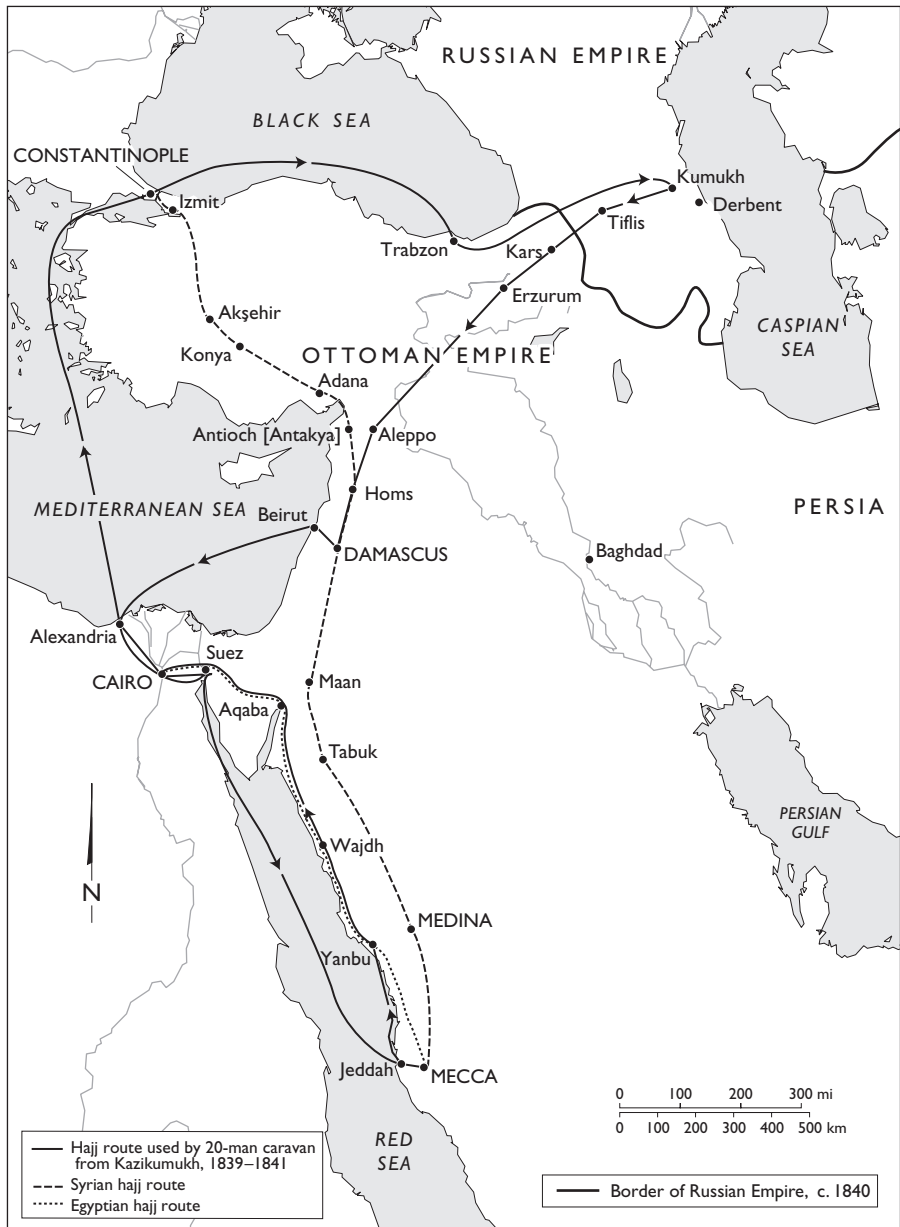 RUSSIAN EMPIRE
BLACK SEA
CONSTANTINOPLE
Izmit
Kumukh
Derbent
Tiflis
Trabzon
Kars
Erzurum
Akşehir
CASPIAN
SEA
Konya
OTTOMAN EMPIRE
Adana
Antioch [Antakya]
Aleppo
Homs
MEDITERRANEAN SEA
PERSIA
Beirut
DAMASCUS
Baghdad
Alexandria
Suez
CAIRO
Maan
Aqaba
Tabuk
PERSIAN
GULF
Wajdh
N
MEDINA
Yanbu
Jeddah
MECCA
0 100 200 300 mi
0 100 200 300 400 500 km
RED
SEA
Hajj route used by 20-man caravan
from Kazikumukh, 1839–1841
Syrian hajj route
Egyptian hajj route
Border of Russian Empire, c. 1840